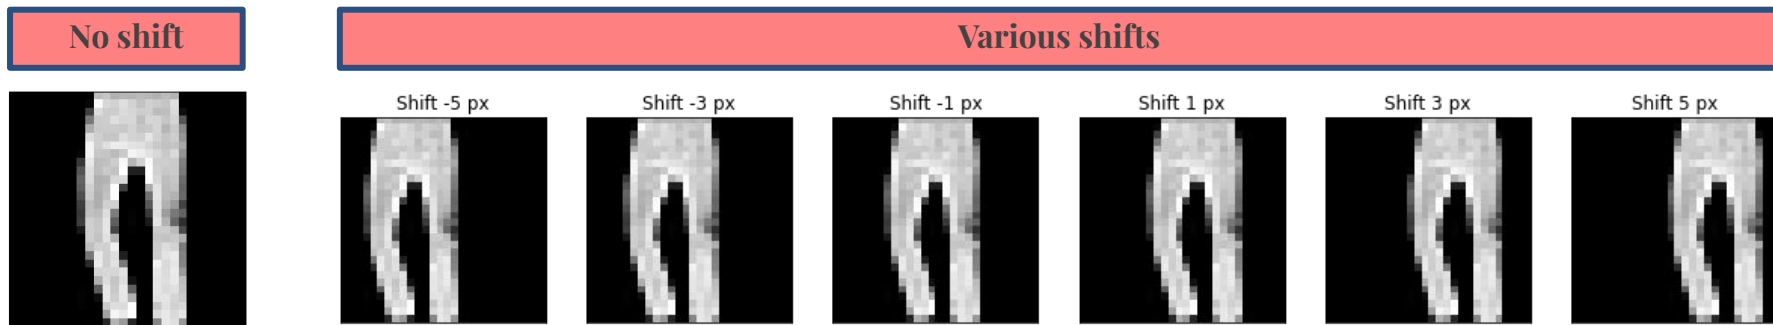 No shift
Various shifts
Shift -5 px
Shift -3 px
Shift -1 px
Shift 1 px
Shift 3 px
Shift 5 px